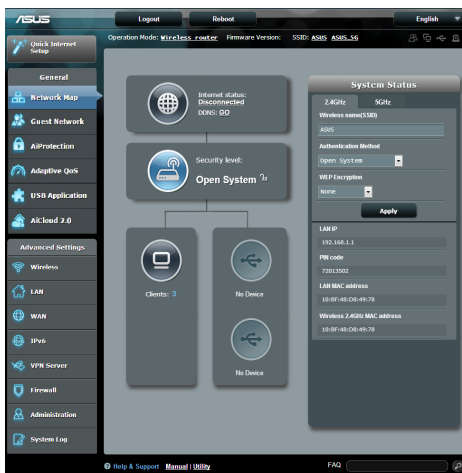 ASUS
Logout
Reboot
English
Quick Internet Setup
Operation Mode: Wireless router Firmware Version: SSID: ASUS ASUS_5G
General
Network Map
Guest Network
AiProtection
Adaptive QoS
USB Application
AiCloud 2.0
Advanced Settings
Wireless
LAN
WAN
IPv6
VPN Server
Firewall
Administration
System Log
Internet status:
Disconnected
DDNS: GO
Security level:
Open System
Clients: 3
No Device
No Device
System Status
2.4GHz 5GHz
Wireless name(SSID)
ASUS
Authentication Method
Open System
WEP Encryption
None
Apply
LAN IP
192.168.1.1
PIN code
72013502
LAN MAC address
10:BF:48:D8:49:78
Wireless 2.4GHz MAC address
10:BF:48:D8:49:78
Help & Support Manual | Utility FAQ